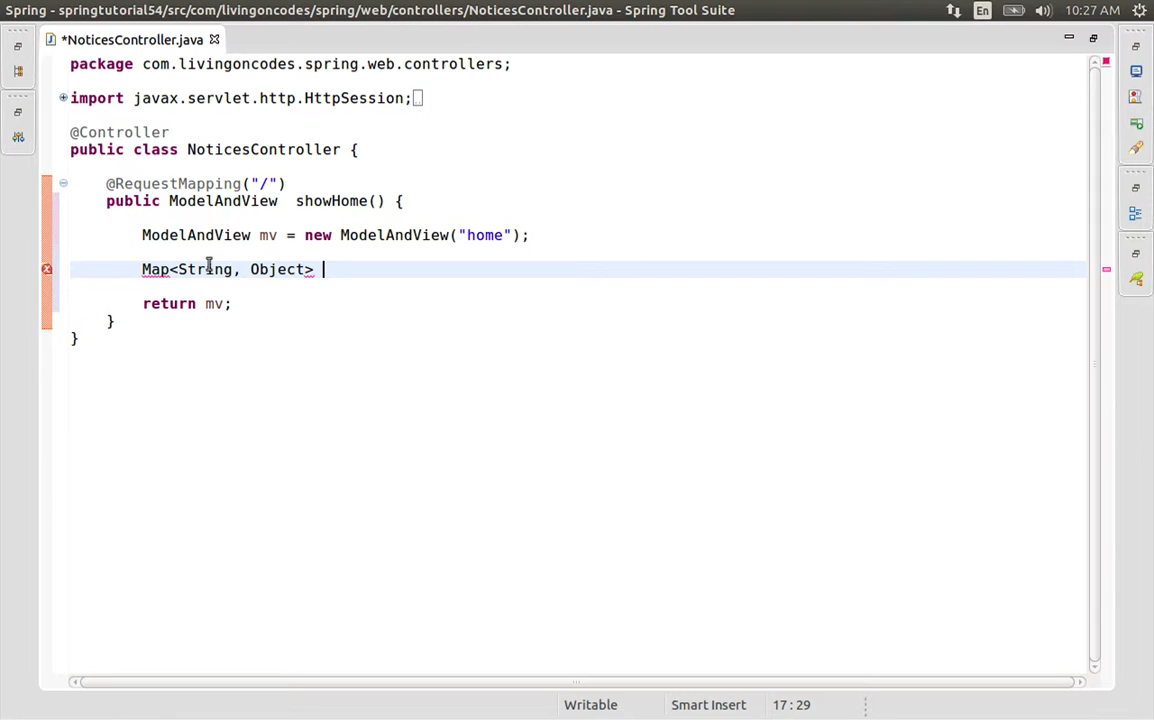 Spring - springtutorial54/src/com/livingoncodes/spring/web/controllers/NoticesController.java - Spring Tool Suite
En
10:27 AM
*NoticesController.java
package com.livingoncodes.spring.web.controllers;
import javax.servlet.http.HttpSession;
@Controller
public class NoticesController {
@RequestMapping("/")
public ModelAndView  showHome() {
ModelAndView mv = new ModelAndView("home");
Map<String, Object>
return mv;
}
}
Writable
Smart Insert
17 : 29